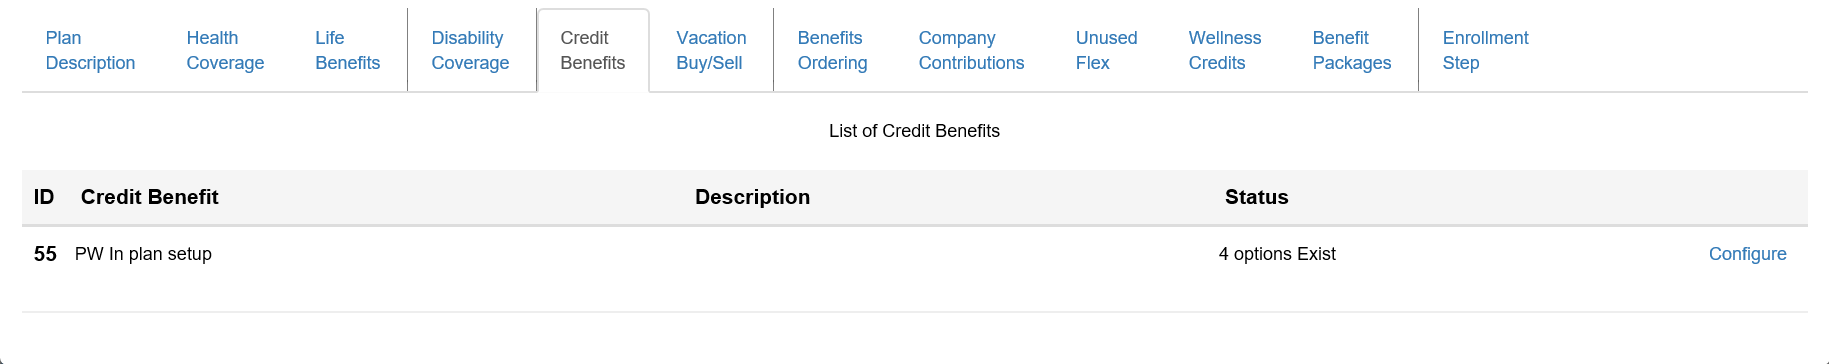 Plan Description
Health Coverage
Life Benefits
Disability Coverage
Credit Benefits
Vacation Buy/Sell
Benefits Ordering
Company Contributions
Unused Flex
Wellness Credits
Benefit Packages
Enrollment Step
List of Credit Benefits
ID Credit Benefit Description Status
55 PW In plan setup 4 options Exist Configure